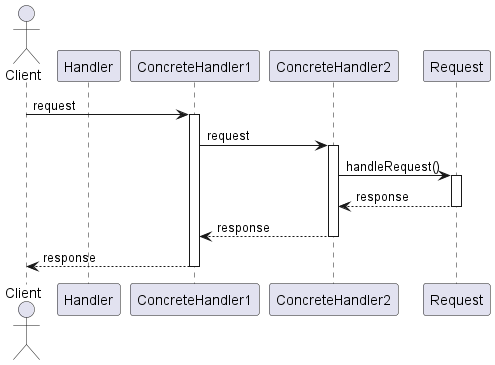 Client
Handler
ConcreteHandler1
ConcreteHandler2
Request
request
request
handleRequest()
response
response
response
Client
Handler
ConcreteHandler1
ConcreteHandler2
Request